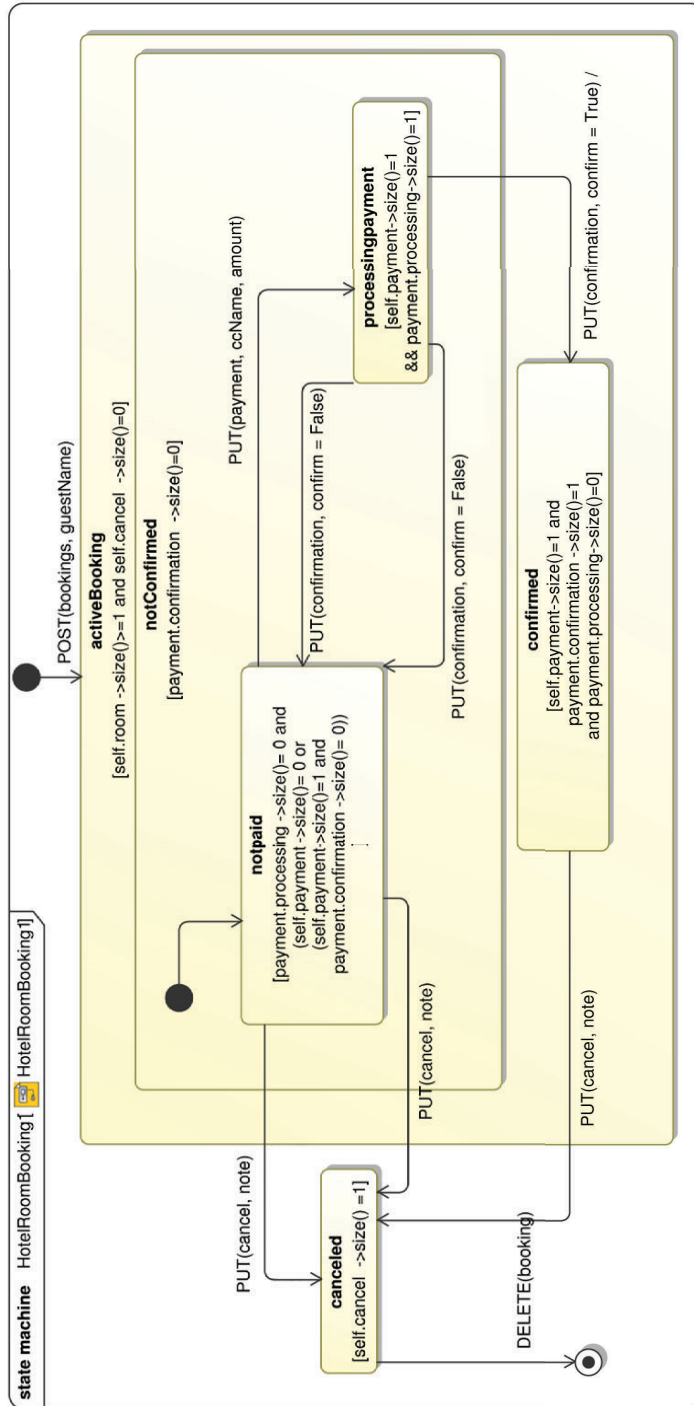 state machine HotelRoomBooking1[ HotelRoomBooking1]
POST(bookings, guestName)
activeBooking
[self.room ->size()>=1 and self.cancel ->size()=0]
notConfirmed
[payment.confirmation ->size()=0]
PUT(payment, ccName, amount)
processingpayment
[self.payment->size()=1
&& payment.processing->size()=1]
PUT(confirmation, confirm = False)
PUT(confirmation, confirm = False)
PUT(confirmation, confirm = True) /
notpaid
[payment.processing ->size()= 0 and
(self.payment ->size()= 0 or
(self.payment->size()=1 and
payment.confirmation ->size()= 0))
]
PUT(cancel, note)
PUT(cancel, note)
confirmed
[self.payment->size()=1 and
payment.confirmation ->size()=1
and payment.processing->size()=0]
PUT(cancel, note)
canceled
[self.cancel ->size() =1]
DELETE(booking)